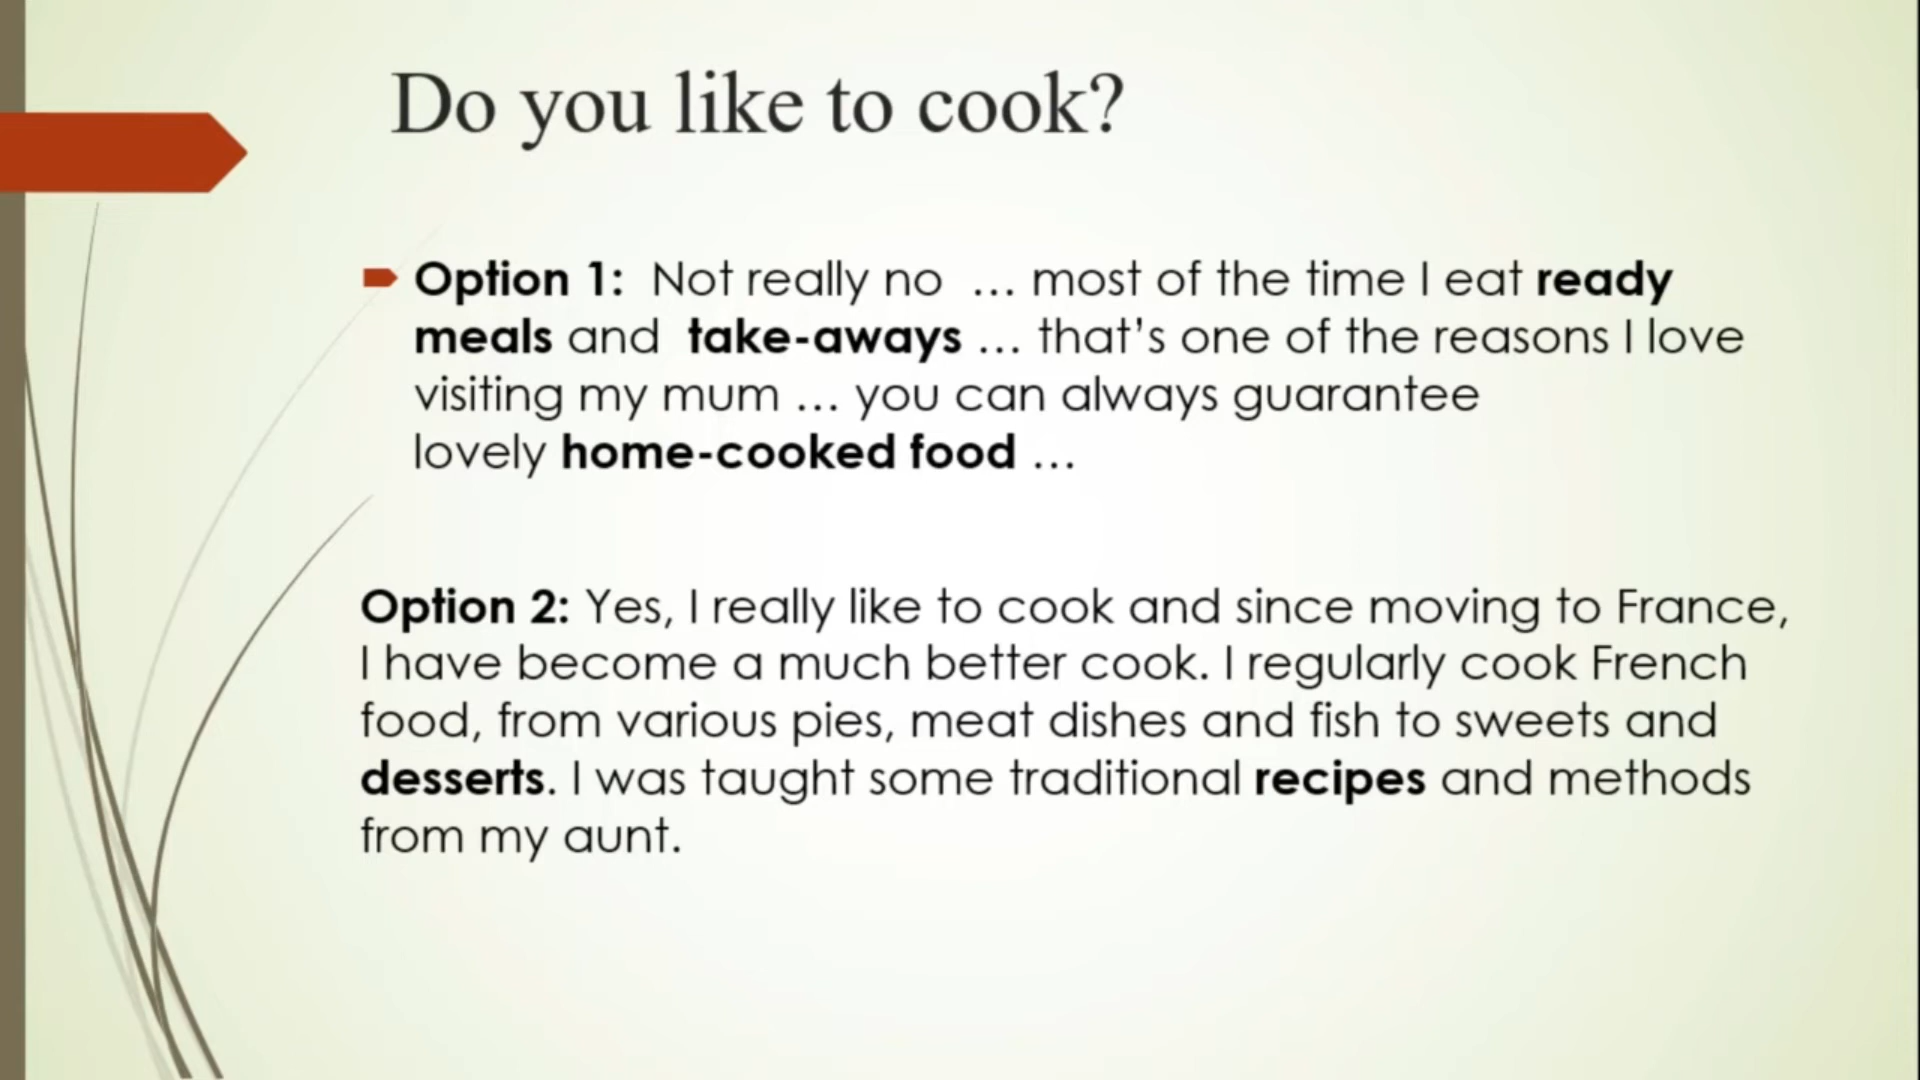 Do you like to cook?
Option 1: Not really no … most of the time I eat ready
meals and take-aways … that’s one of the reasons I love
visiting my mum … you can always guarantee
lovely home-cooked food …
Option 2: Yes, I really like to cook and since moving to France,
I have become a much better cook. I regularly cook French
food, from various pies, meat dishes and fish to sweets and
desserts. I was taught some traditional recipes and methods
from my aunt.